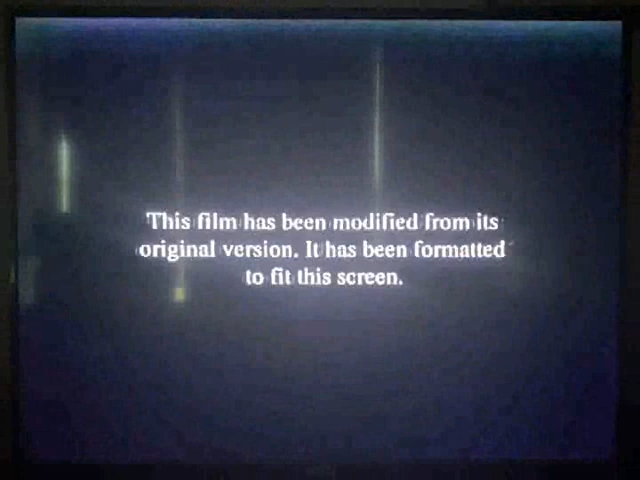 This film has been modified from its
original version. It has been formatted
to fit this screen.